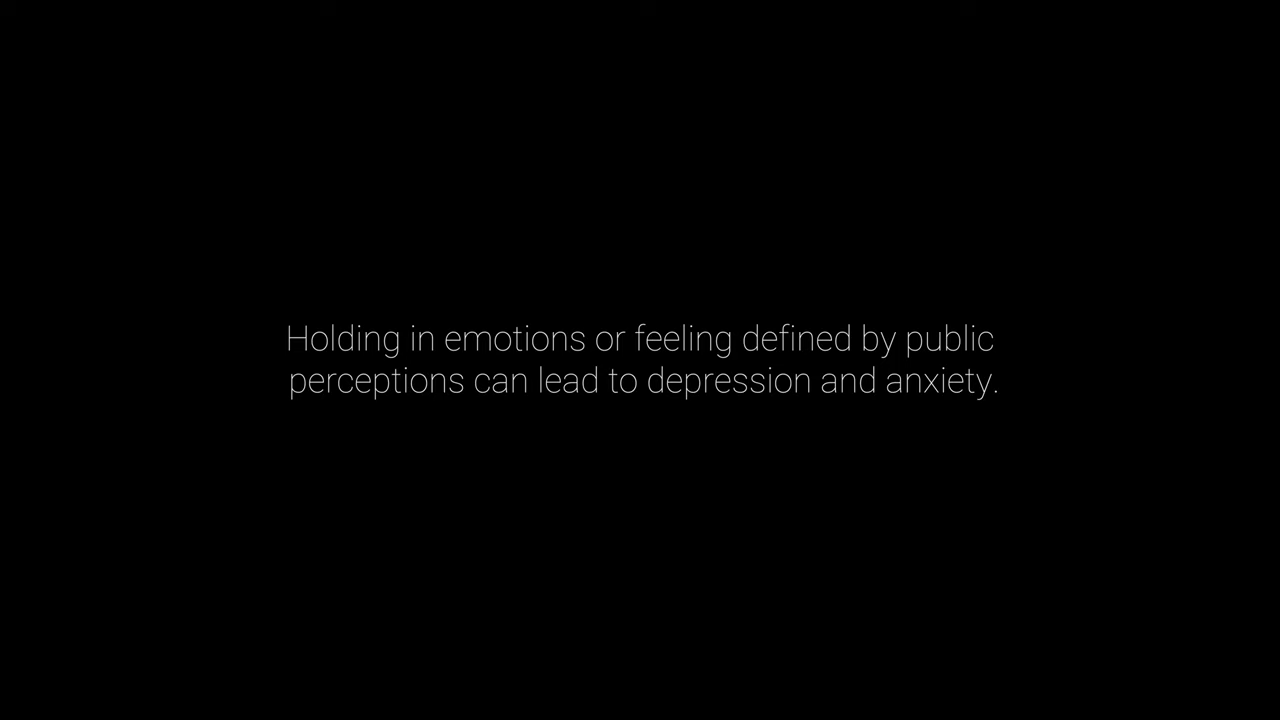 Holding in emotions or feeling defined by public
perceptions can lead to depression and anxiety.